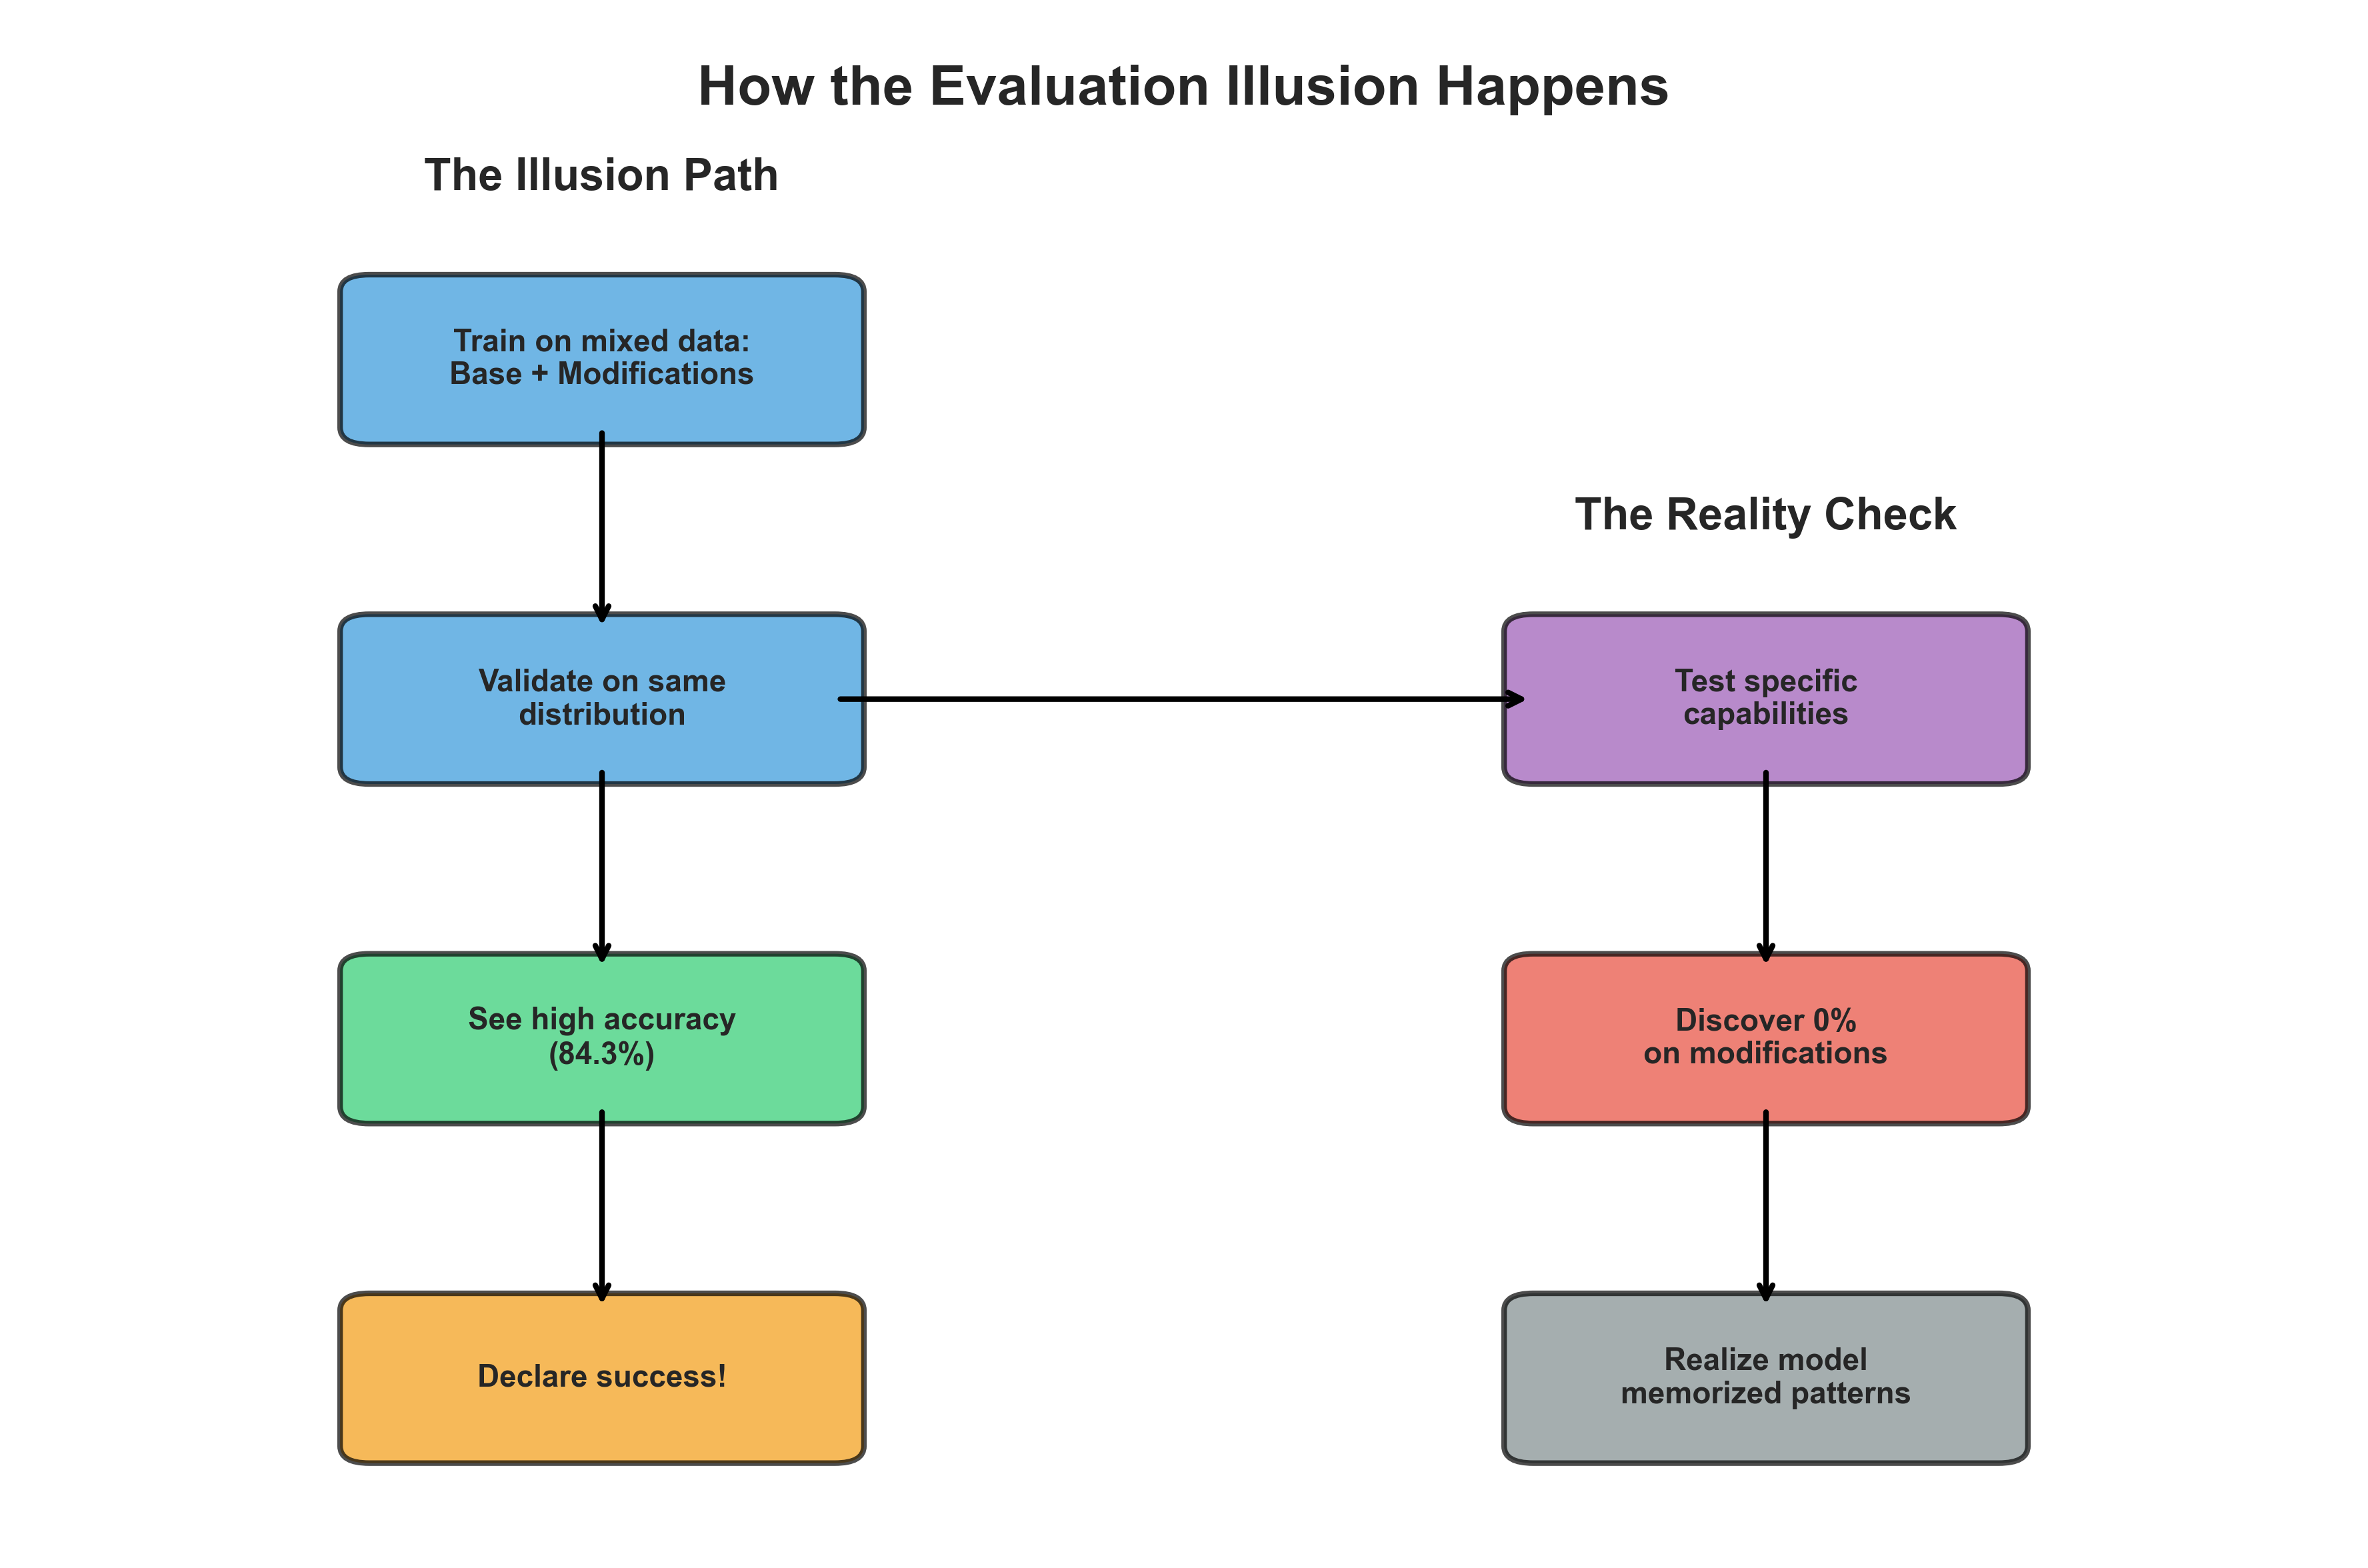 How the Evaluation Illusion Happens
The Illusion Path
Train on mixed data:
Base + Modifications
Validate on same
distribution
See high accuracy
(84.3%)
Declare success!
The Reality Check
Test specific
capabilities
Discover 0%
on modifications
Realize model
memorized patterns